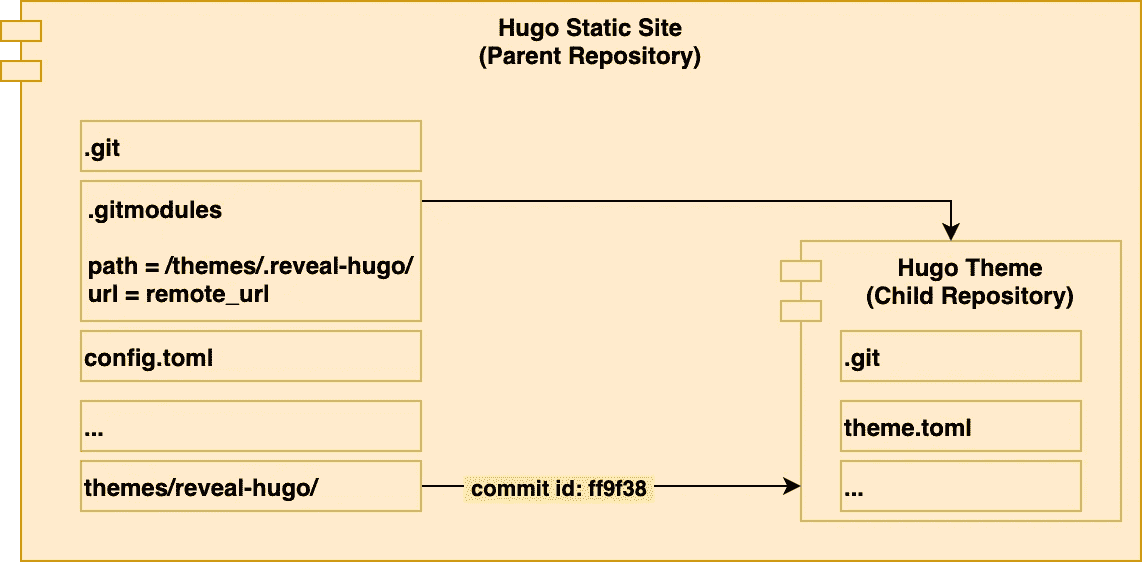 Hugo Static Site
(Parent Repository)
.git
.gitmodules
path = /themes/.reveal-hugo/
url = remote_url
config.toml
...
themes/reveal-hugo/
commit id: ff9f38
Hugo Theme
(Child Repository)
.git
theme.toml
...